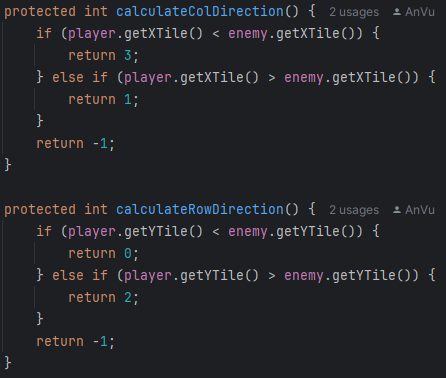 protected int calculateColDirection() { 2 usages AnVu
    if (player.getXTile() < enemy.getXTile()) {
        return 3;
    } else if (player.getXTile() > enemy.getXTile()) {
        return 1;
    }
    return -1;
}

protected int calculateRowDirection() { 2 usages AnVu
    if (player.getYTile() < enemy.getYTile()) {
        return 0;
    } else if (player.getYTile() > enemy.getYTile()) {
        return 2;
    }
    return -1;
}